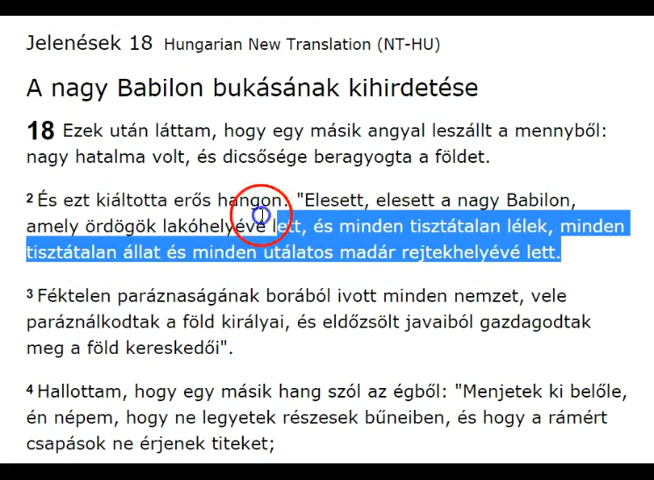 Jelenések 18 Hungarian New Translation (NT-HU)
A nagy Babilon bukásának kihirdetése
18 Ezek után láttam, hogy egy másik angyal leszállt a mennyből:
nagy hatalma volt, és dicsősége beragyogta a földet.
2 És ezt kiáltotta erős hangon: "Elesett, elesett a nagy Babilon,
amely ördögök lakóhelyévé lett, és minden tisztátalan lélek, minden
tisztátalan állat és minden utálatos madár rejtekhelyévé lett.
3 Féktelen paráznaságának borából ivott minden nemzet, vele
paráználkodtak a föld királyai, és eldőzsölt javaiból gazdagodtak
meg a föld kereskedői".
4 Hallottam, hogy egy másik hang szól az égből: "Menjetek ki belőle,
én népem, hogy ne legyetek részesek bűneiben, és hogy a rámért
csapások ne érjenek titeket;